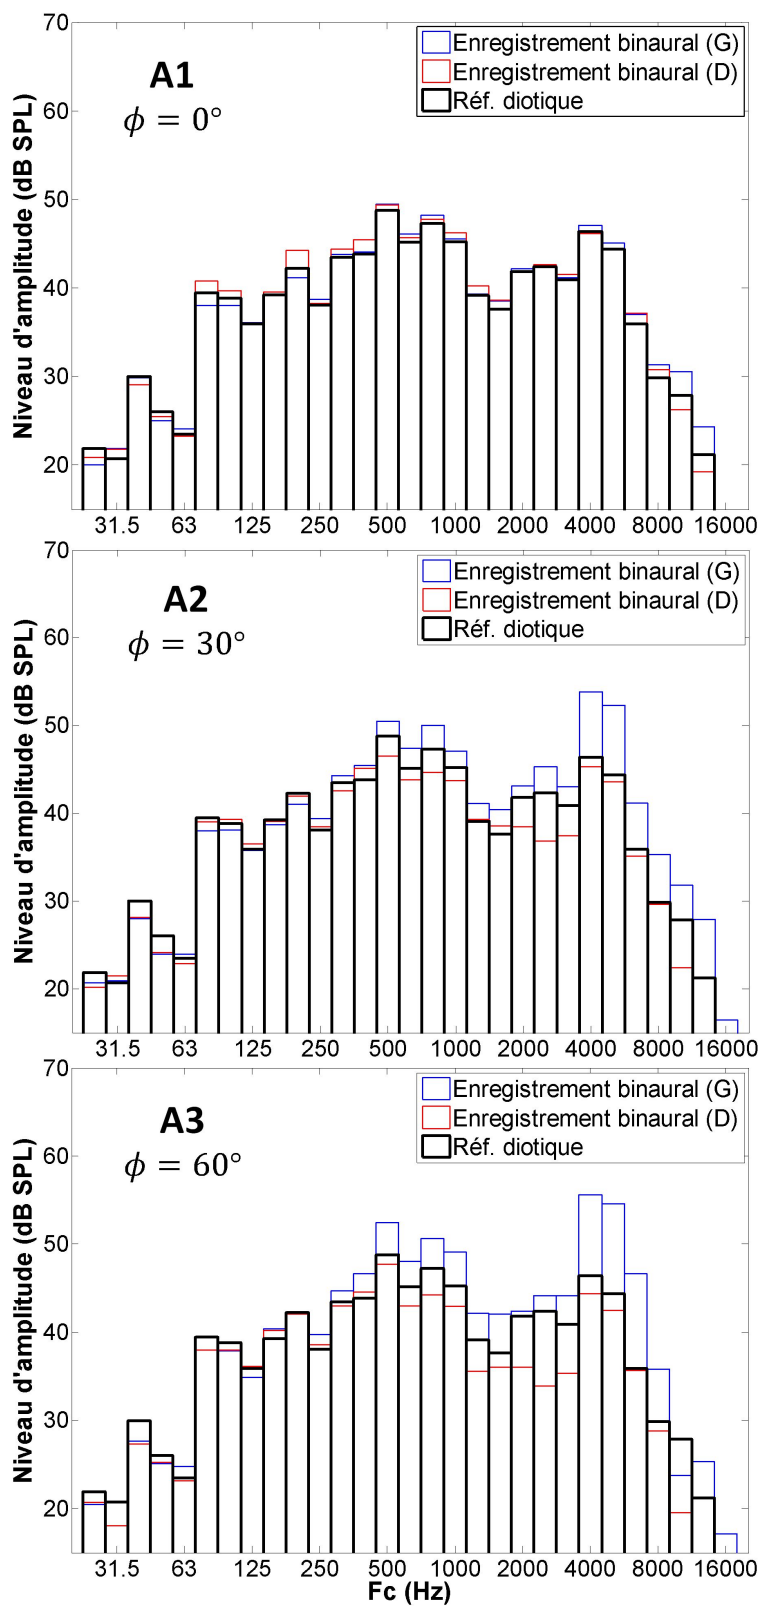 70
60
50
40
30
20
Niveau d'amplitude (dB SPL)
A1
ϕ = 0°
Enregistrement binaural (G)
Enregistrement binaural (D)
Réf. diotique
31.5 63 125 250 500 1000 2000 4000 8000 16000
70
60
50
40
30
20
Niveau d'amplitude (dB SPL)
A2
ϕ = 30°
Enregistrement binaural (G)
Enregistrement binaural (D)
Réf. diotique
31.5 63 125 250 500 1000 2000 4000 8000 16000
70
60
50
40
30
20
Niveau d'amplitude (dB SPL)
A3
ϕ = 60°
Enregistrement binaural (G)
Enregistrement binaural (D)
Réf. diotique
31.5 63 125 250 500 1000 2000 4000 8000 16000
Fc (Hz)